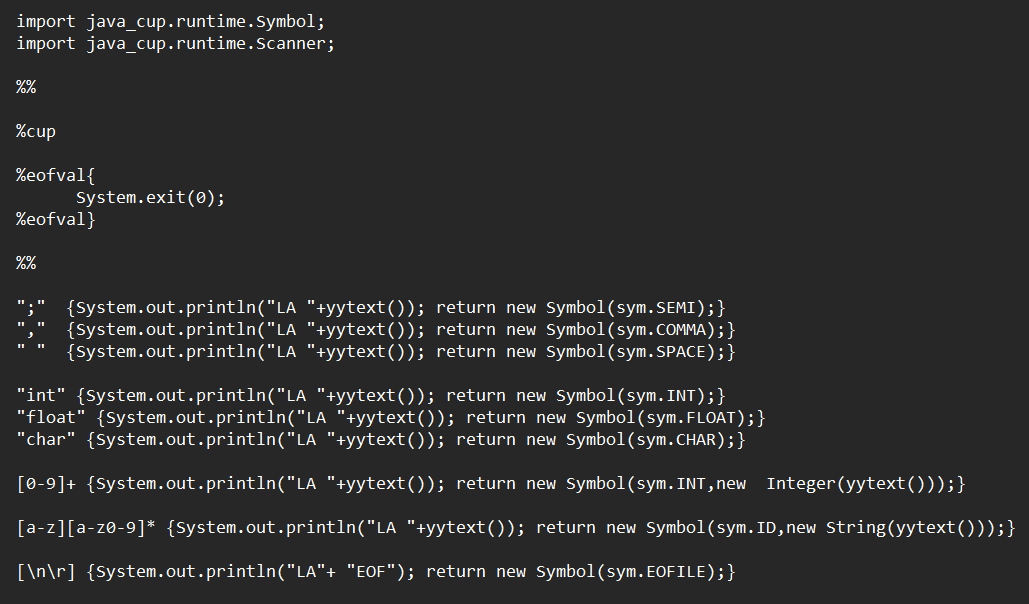 import java_cup.runtime.Symbol;
import java_cup.runtime.Scanner;
%%
%cup
%eofval{
      System.exit(0);
%eofval}
%%
";"  {System.out.println("LA "+yytext()); return new Symbol(sym.SEMI);}
","  {System.out.println("LA "+yytext()); return new Symbol(sym.COMMA);}
" "  {System.out.println("LA "+yytext()); return new Symbol(sym.SPACE);}
"int" {System.out.println("LA "+yytext()); return new Symbol(sym.INT);}
"float" {System.out.println("LA "+yytext()); return new Symbol(sym.FLOAT);}
"char" {System.out.println("LA "+yytext()); return new Symbol(sym.CHAR);}
[0-9]+ {System.out.println("LA "+yytext()); return new Symbol(sym.INT,new  Integer(yytext()));}
[a-z][a-z0-9]* {System.out.println("LA "+yytext()); return new Symbol(sym.ID,new String(yytext()));}
[\n\r] {System.out.println("LA"+ "EOF"); return new Symbol(sym.EOFILE);}